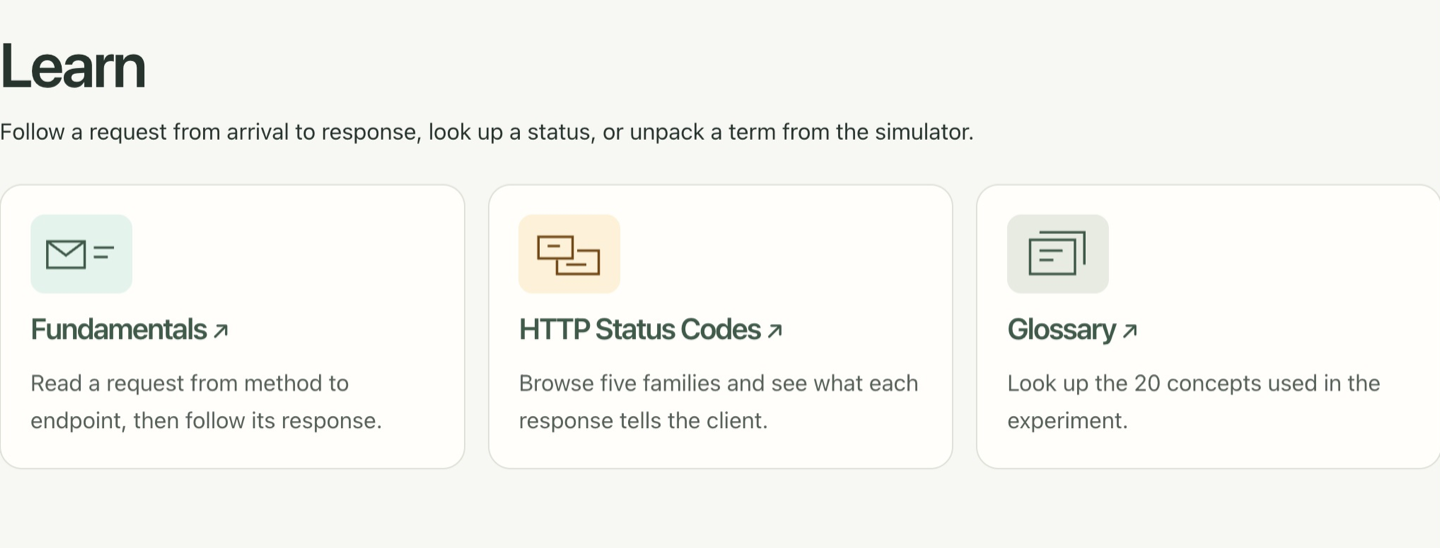 Learn
Follow a request from arrival to response, look up a status, or unpack a term from the simulator.
Fundamentals ↗
Read a request from method to
endpoint, then follow its response.
HTTP Status Codes ↗
Browse five families and see what each
response tells the client.
Glossary ↗
Look up the 20 concepts used in the
experiment.